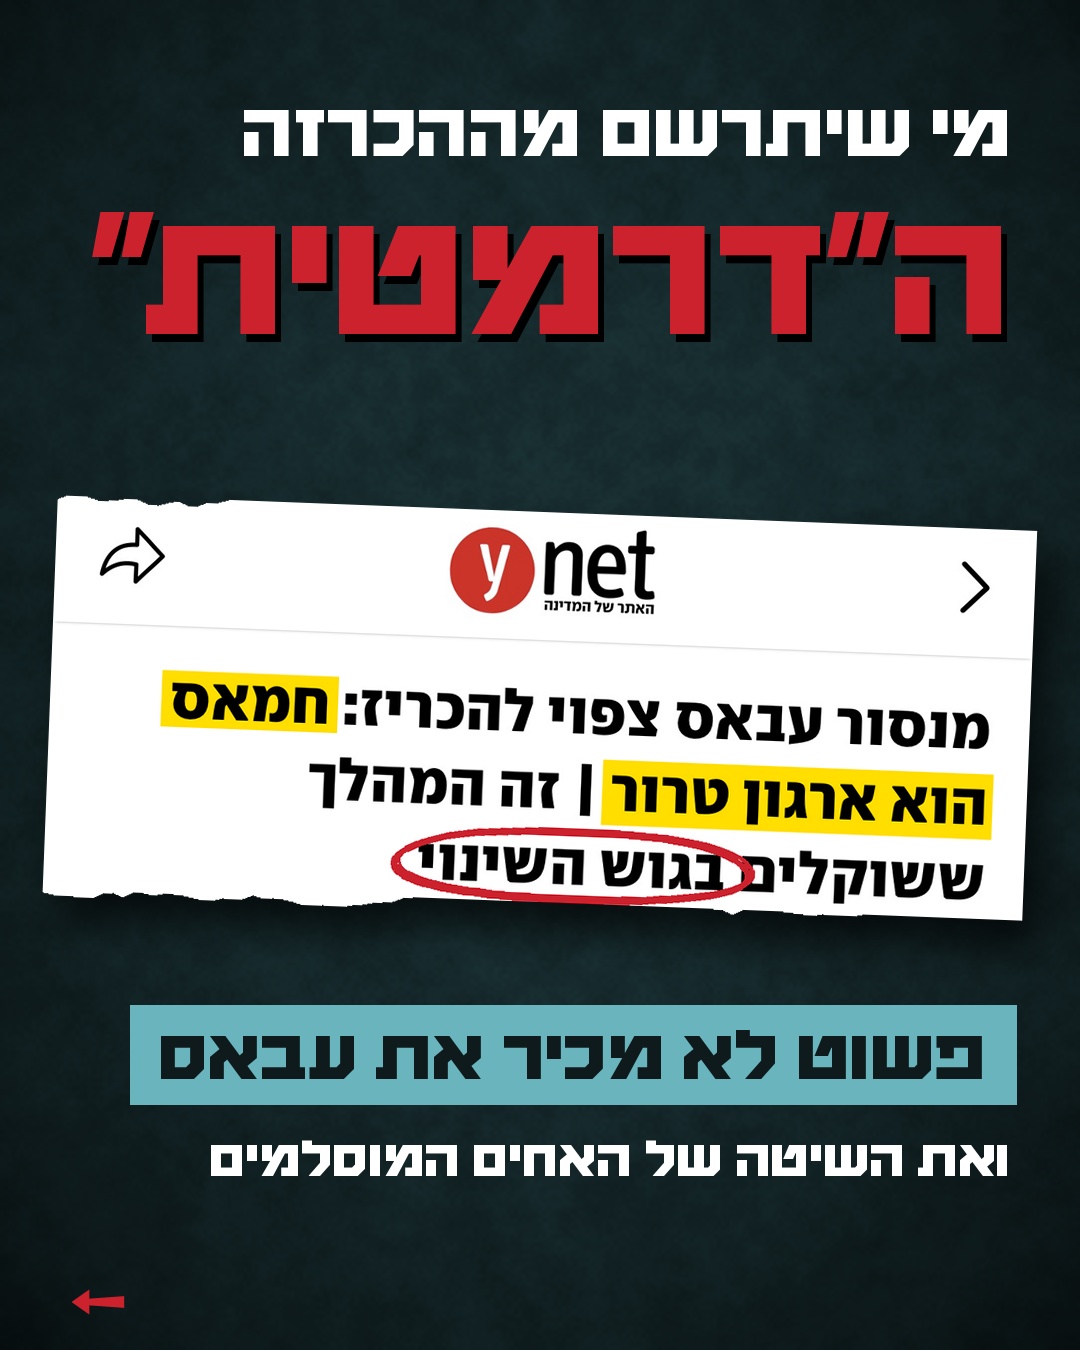 מי שיתרשם מההכרזה
ה"דרמטית"
ynet
האתר של המדינה
מנסור עבאס צפוי להכריז: חמאס
הוא ארגון טרור | זה המהלך
ששוקלים בגוש השינוי
פשוט לא מכיר את עבאס
ואת השיטה של האחים המוסלמים